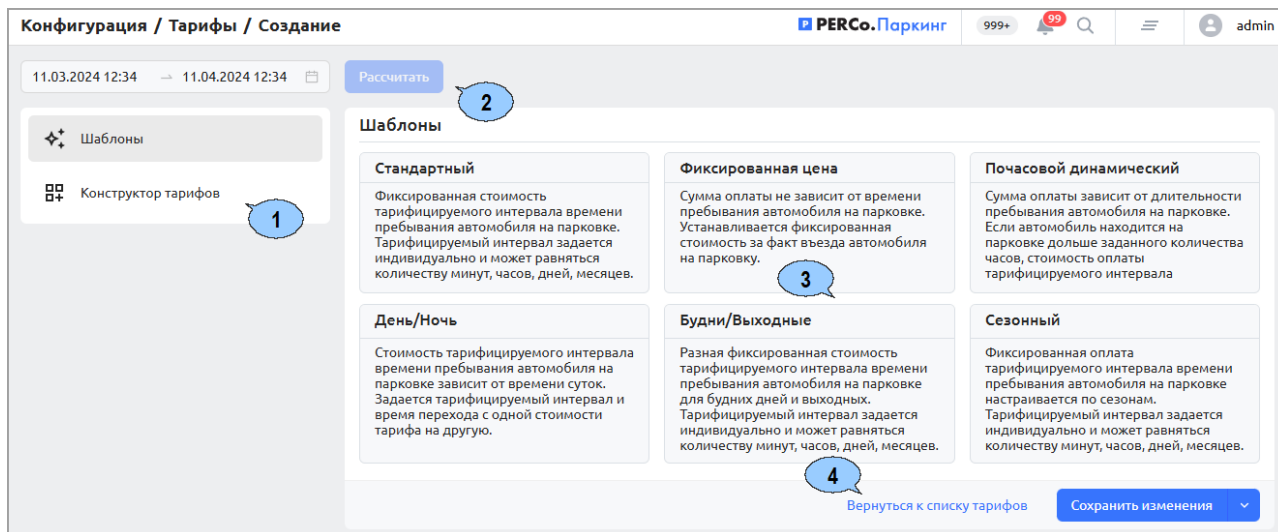 Конфигурация / Тарифы / Создание
PERCo.Паркинг
999+
99
admin
11.03.2024 12:34 → 11.04.2024 12:34
Рассчитать
2
Шаблоны
Конструктор тарифов
1
Шаблоны
Стандартный
Фиксированная стоимость
тарифицируемого интервала времени
пребывания автомобиля на парковке.
Тарифицируемый интервал задается
индивидуально и может равняться
количеству минут, часов, дней, месяцев.
Фиксированная цена
Сумма оплаты не зависит от времени
пребывания автомобиля на парковке.
Устанавливается фиксированная
стоимость за факт въезда автомобиля
на парковку.
3
Почасовой динамический
Сумма оплаты зависит от длительности
пребывания автомобиля на парковке.
Если автомобиль находится на
парковке дольше заданного количества
часов, стоимость оплаты
тарифицируемого интервала
День/Ночь
Стоимость тарифицируемого интервала
времени пребывания автомобиля на
парковке зависит от времени суток.
Задается тарифицируемый интервал и
время перехода с одной стоимости
тарифа на другую.
Будни/Выходные
Разная фиксированная стоимость
тарифицируемого интервала времени
пребывания автомобиля на парковке
для будних дней и выходных.
Тарифицируемый интервал задается
индивидуально и может равняться
количеству минут, часов, дней, месяцев.
Сезонный
Фиксированная оплата
тарифицируемого интервала времени
пребывания автомобиля на парковке
настраивается по сезонам.
Тарифицируемый интервал задается
индивидуально и может равняться
количеству минут, часов, дней, месяцев.
4
Вернуться к списку тарифов
Сохранить изменения